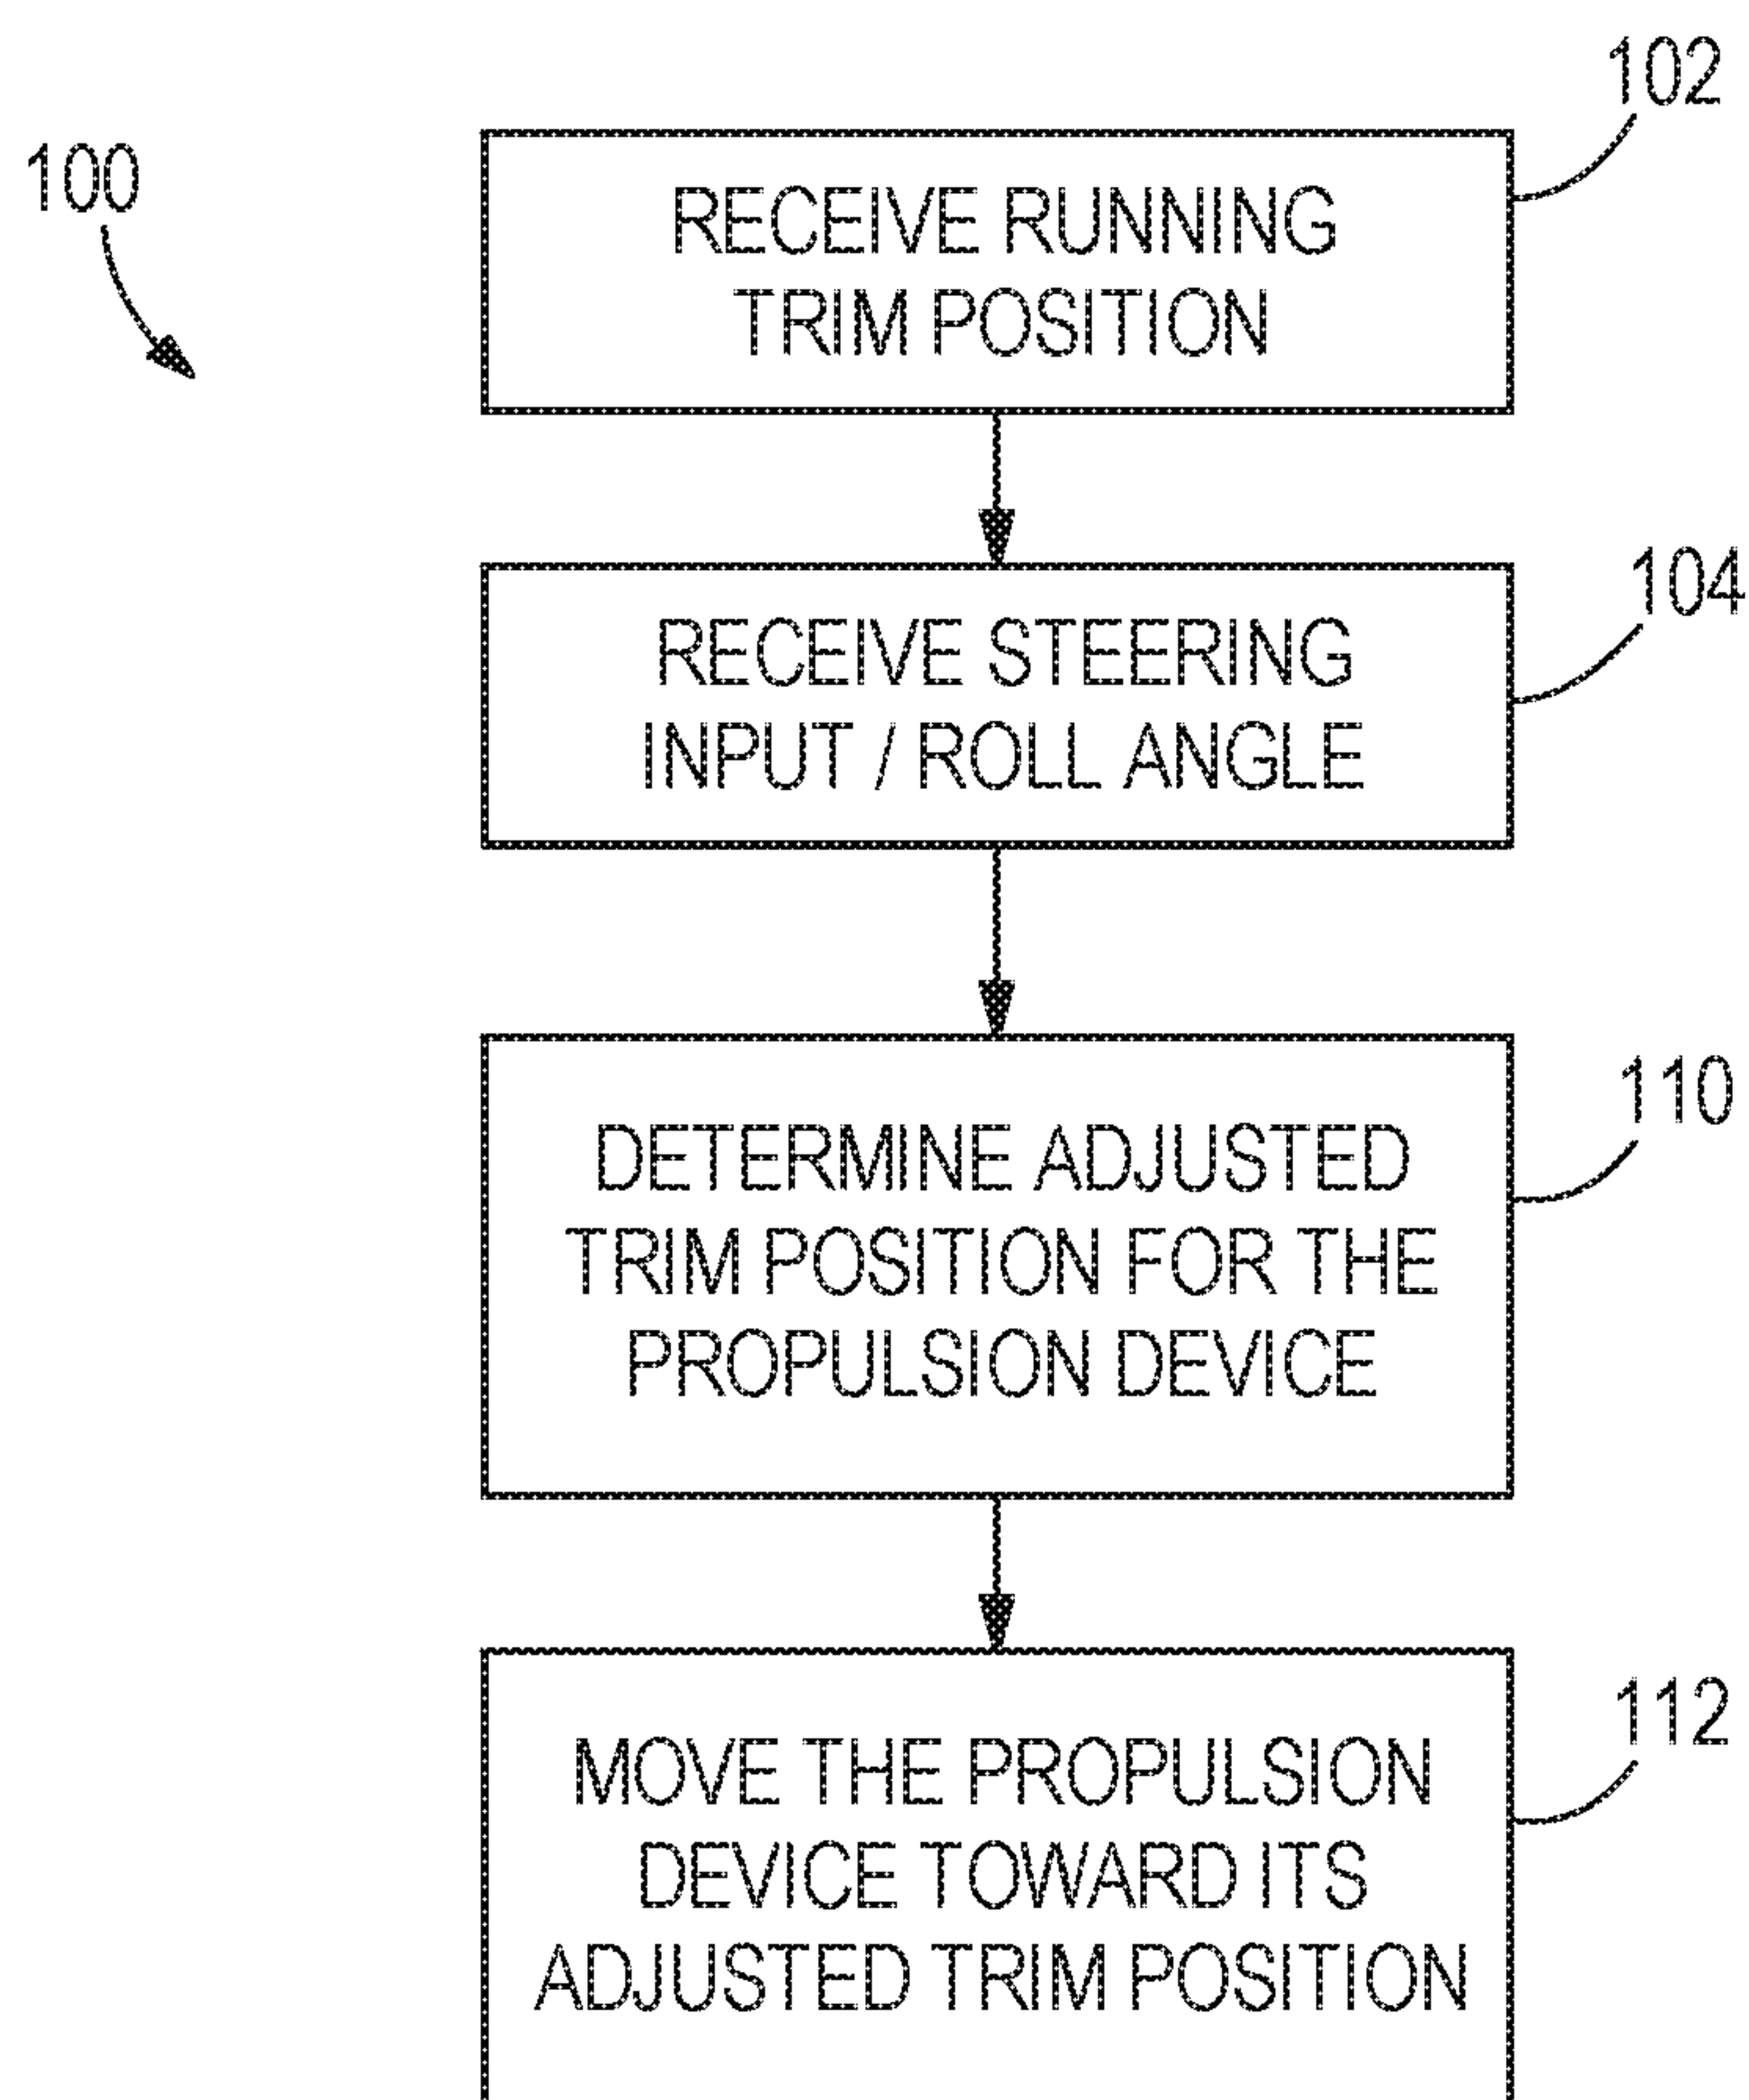 102
100
RECEIVE RUNNING
TRIM POSITION
104
RECEIVE STEERING
INPUT / ROLL ANGLE
110
DETERMINE ADJUSTED
TRIM POSITION FOR THE
PROPULSION DEVICE
112
MOVE THE PROPULSION
DEVICE TOWARD ITS
ADJUSTED TRIM POSITION